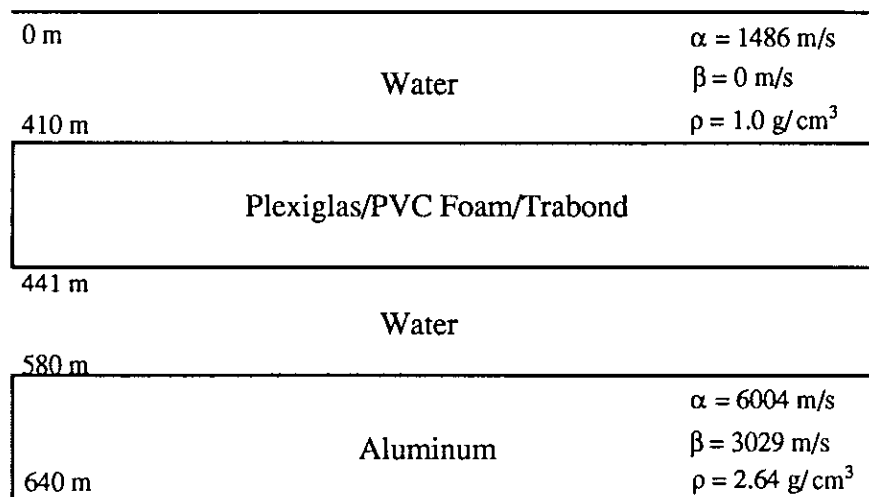 0 m
α = 1486 m/s
Water
β = 0 m/s
410 m
ρ = 1.0 g/cm³
Plexiglas/PVC Foam/Trabond
441 m
Water
580 m
α = 6004 m/s
Aluminum
β = 3029 m/s
640 m
ρ = 2.64 g/cm³